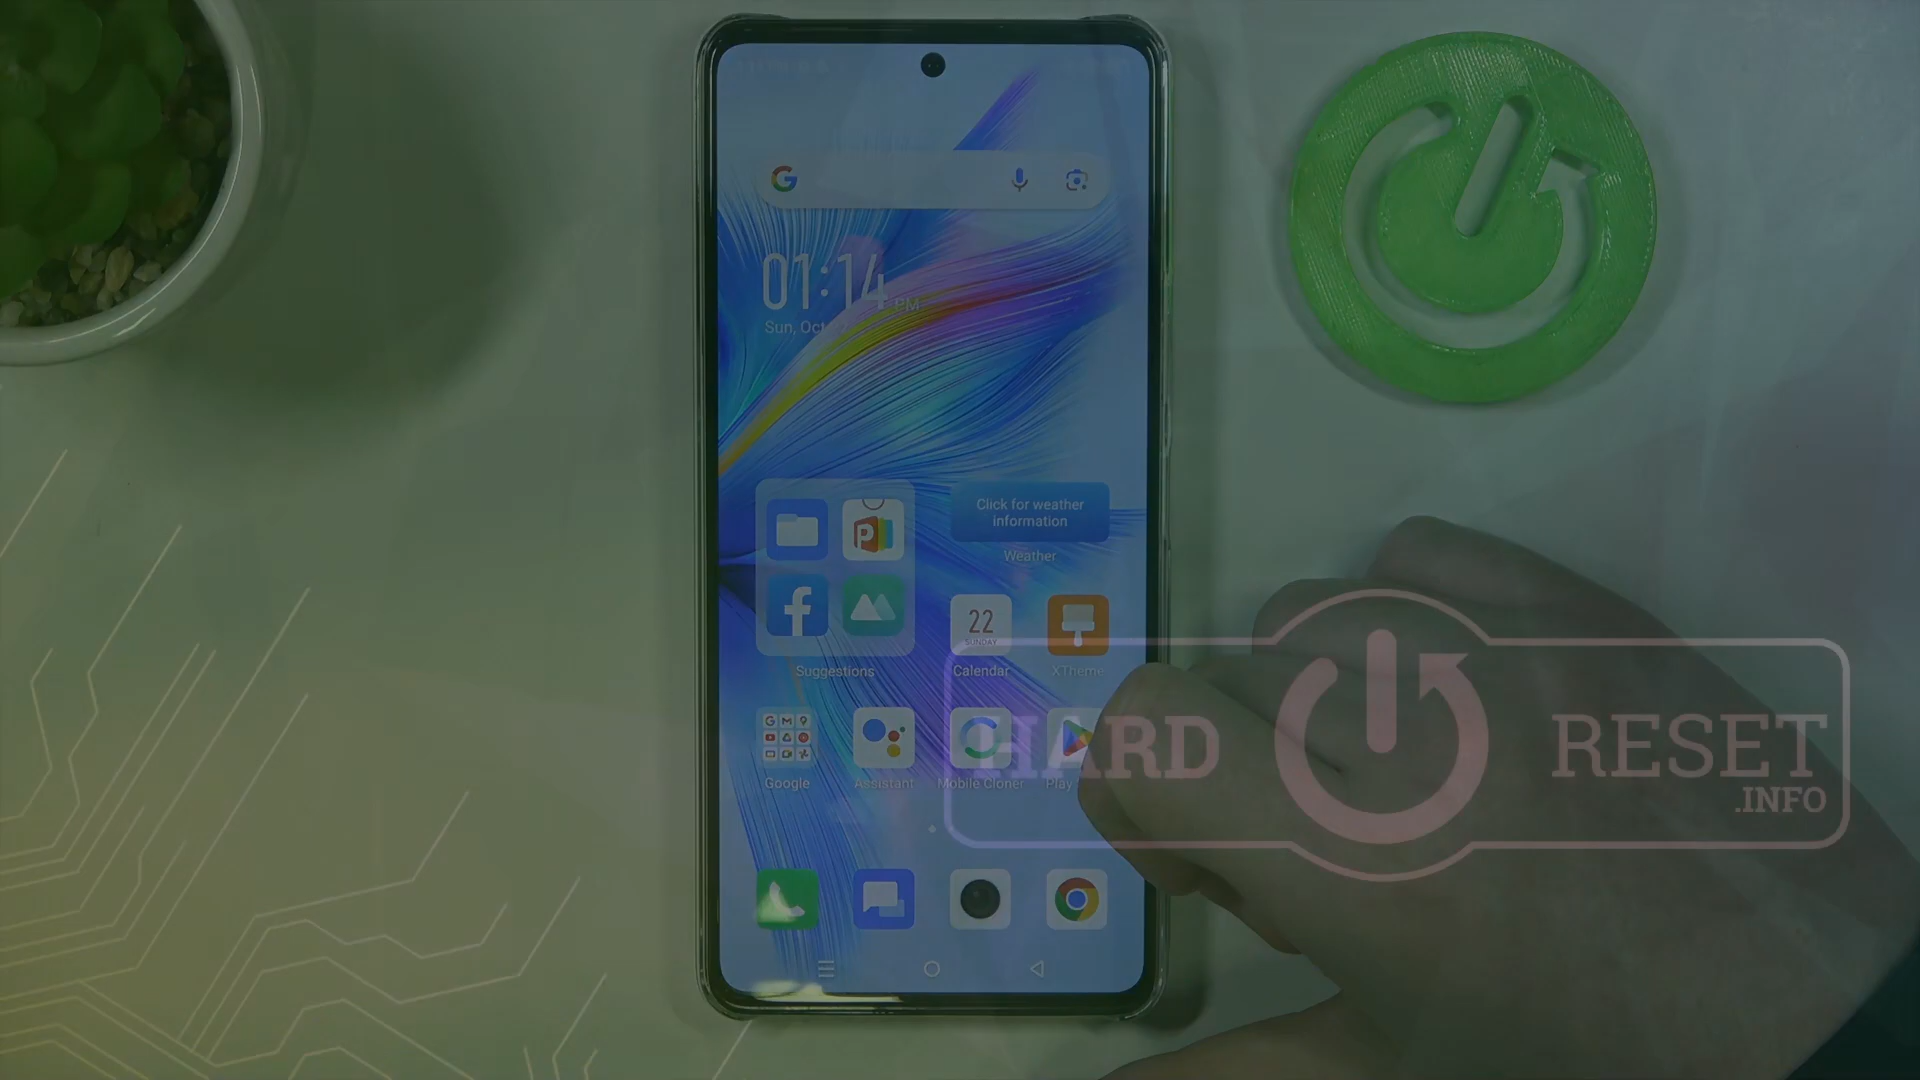 01:14 PM
Sun, Oct
Click for weather
information
Weather
22
SUNDAY
Suggestions
Calendar
XTheme
Google
Assistant
Mobile Cloner
Play
HARD RESET
.INFO